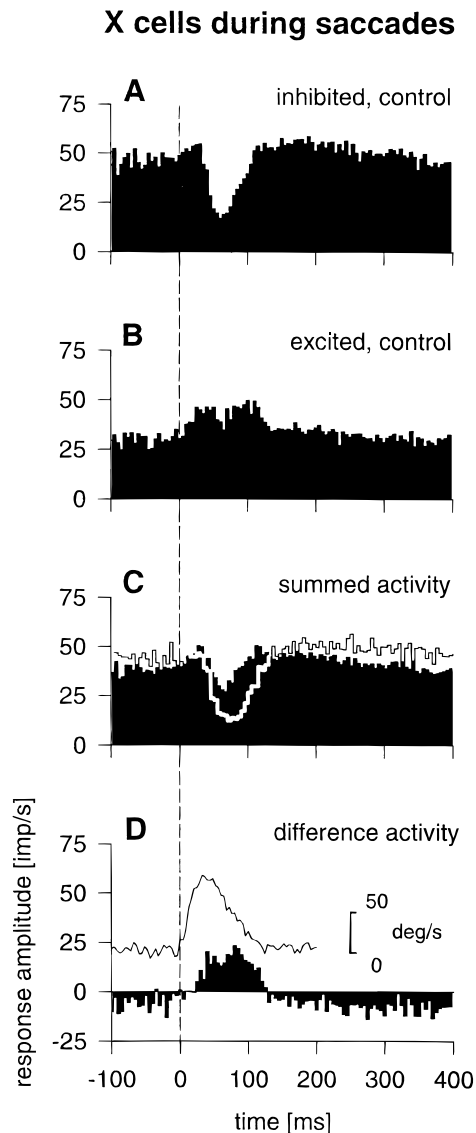 X cells during saccades
A
inhibited, control
75
50
25
0
B
excited, control
75
50
25
0
C
summed activity
75
50
25
0
D
difference activity
75
50
25
0
-25
50
deg/s
0
response amplitude [imp/s]
-100 0 100 200 300 400
time [ms]